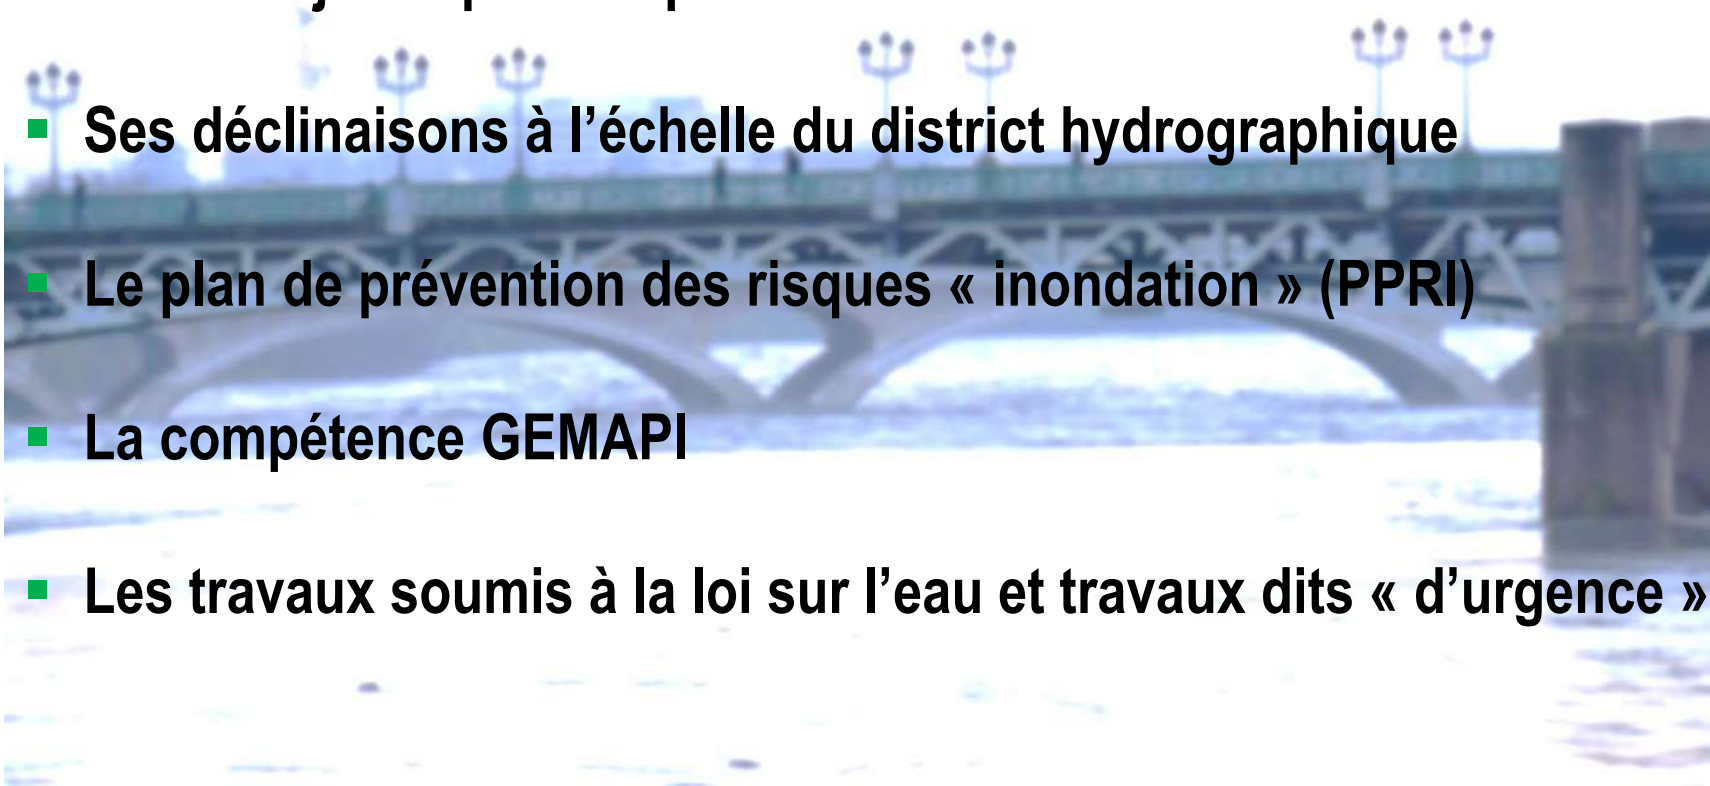 Ses déclinaisons à l’échelle du district hydrographique
Le plan de prévention des risques « inondation » (PPRI)
La compétence GEMAPI
Les travaux soumis à la loi sur l’eau et travaux dits « d’urgence »